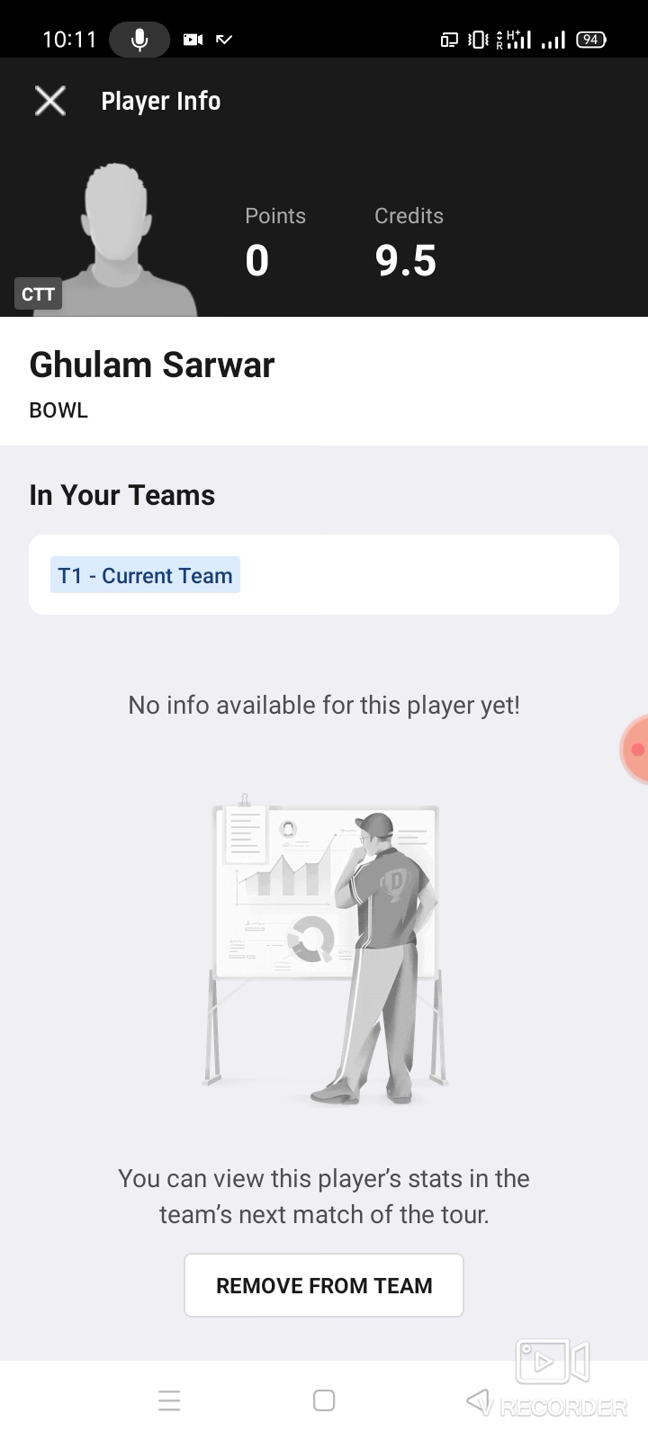 10:11
H+
R
94
Player Info
Points
Credits
0
9.5
CTT
Ghulam Sarwar
BOWL
In Your Teams
T1 - Current Team
No info available for this player yet!
D
You can view this player's stats in the
team's next match of the tour.
REMOVE FROM TEAM
V RECORDER